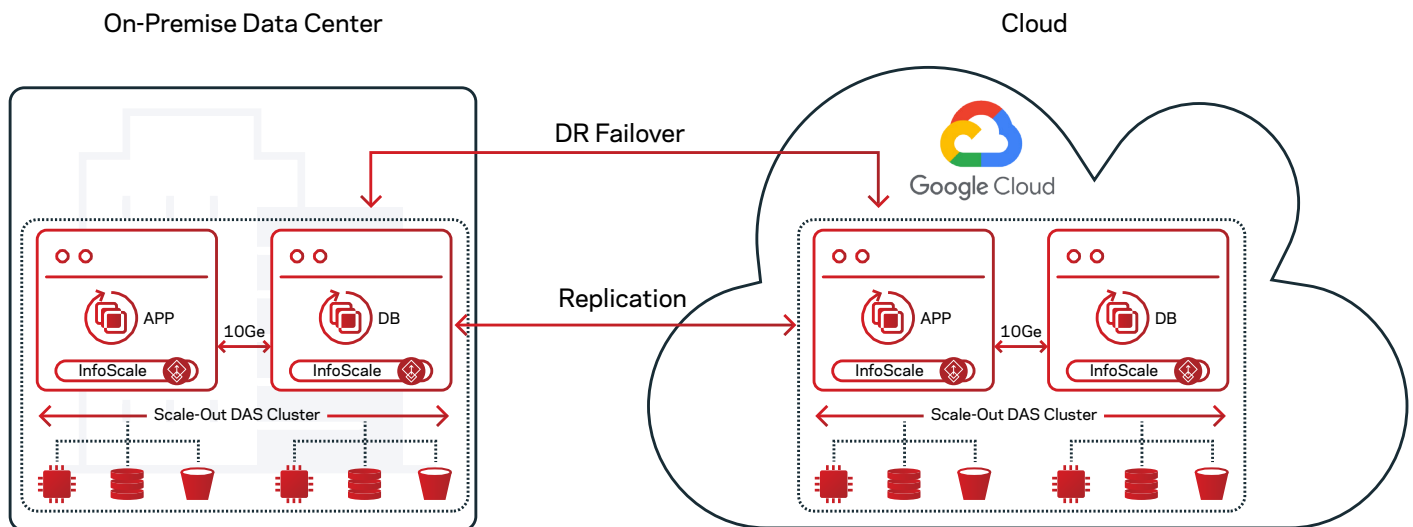 On-Premise Data Center
Cloud
DR Failover
Google Cloud
Replication
APP
10Ge
DB
InfoScale
InfoScale
Scale-Out DAS Cluster
APP
10Ge
DB
InfoScale
InfoScale
Scale-Out DAS Cluster